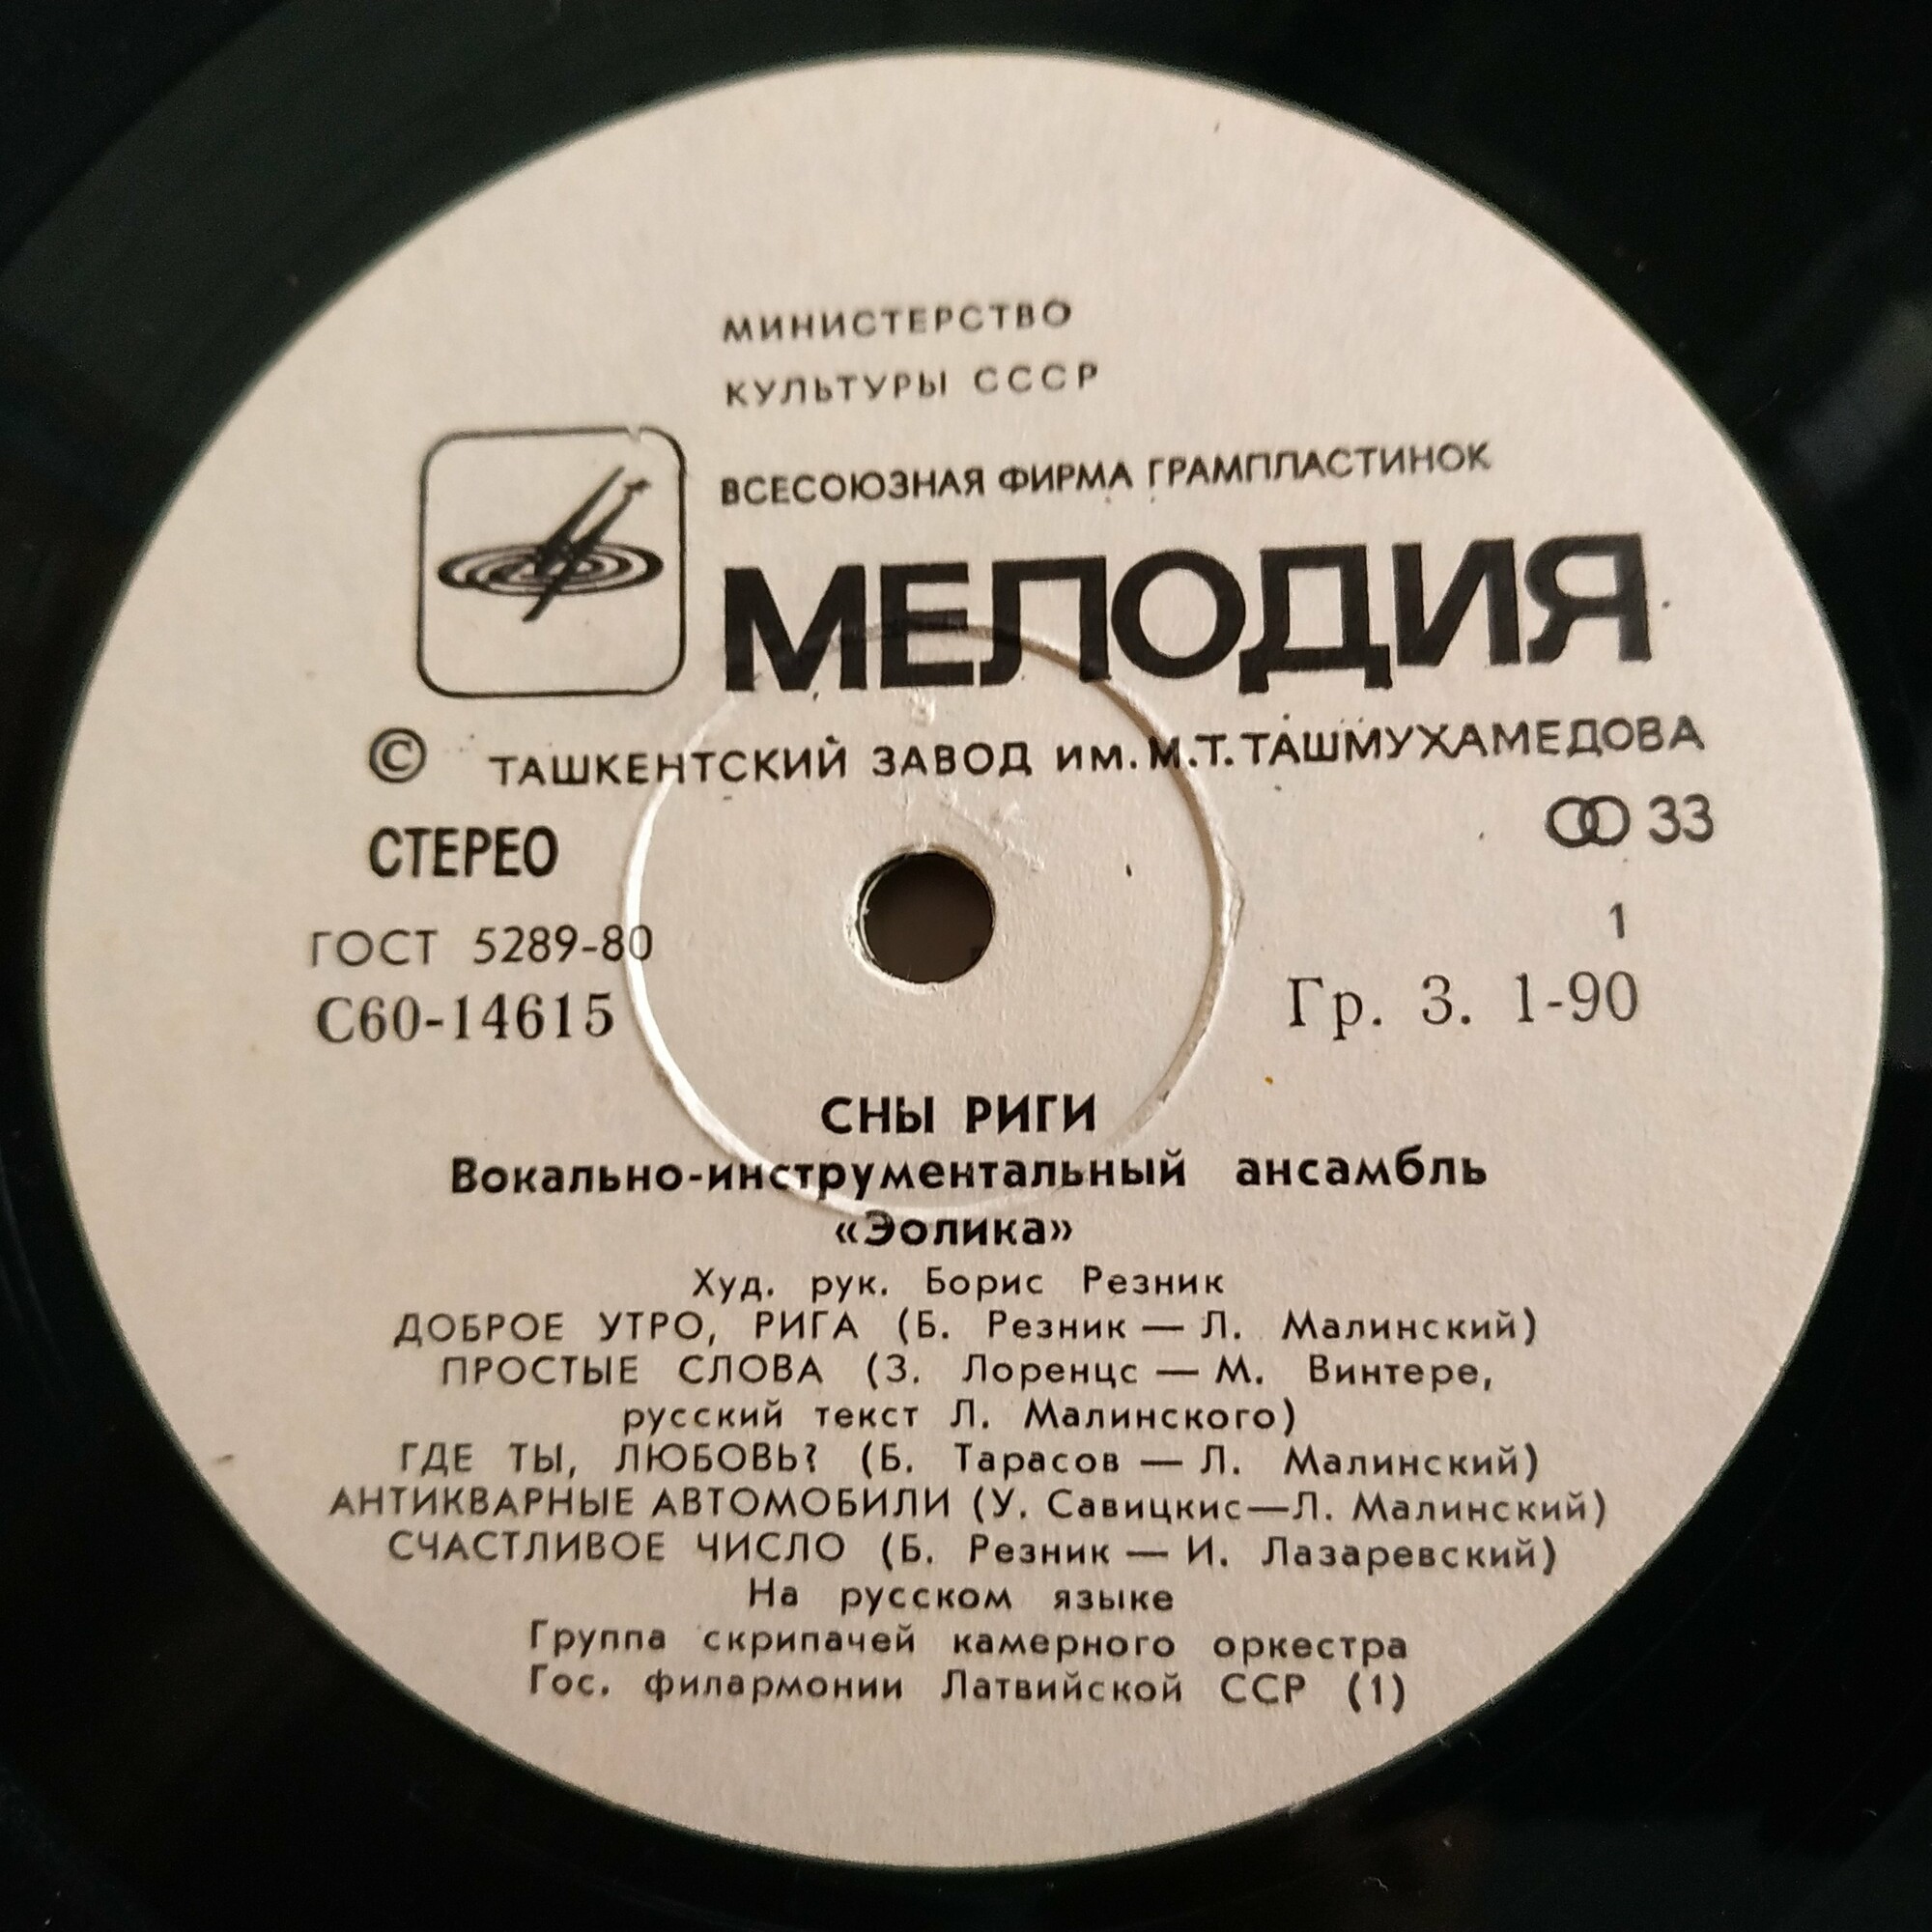 МИНИСТЕРСТВО
КУЛЬТУРЫ СССР
ВСЕСОЮЗНАЯ ФИРМА ГРАМПЛАСТИНОК
МЕЛОДИЯ
© ТАШКЕНТСКИЙ ЗАВОД им. М.Т. ТАШМУХАМЕДОВА
СТЕРЕО 33
1
ГОСТ 5289-80
С60-14615 Гр. 3. 1-90
СНЫ РИГИ
Вокально-инструментальный ансамбль
«Эолика»
Худ. рук. Борис Резник
ДОБРОЕ УТРО, РИГА (Б. Резник — Л. Малинский)
ПРОСТЫЕ СЛОВА (З. Лоренцс — М. Винтере,
русский текст Л. Малинского)
ГДЕ ТЫ, ЛЮБОВЬ? (Б. Тарасов — Л. Малинский)
АНТИКВАРНЫЕ АВТОМОБИЛИ (У. Савицкис—Л. Малинский)
СЧАСТЛИВОЕ ЧИСЛО (Б. Резник — И. Лазаревский)
На русском языке
Группа скрипачей камерного оркестра
Гос. филармонии Латвийской ССР (1)